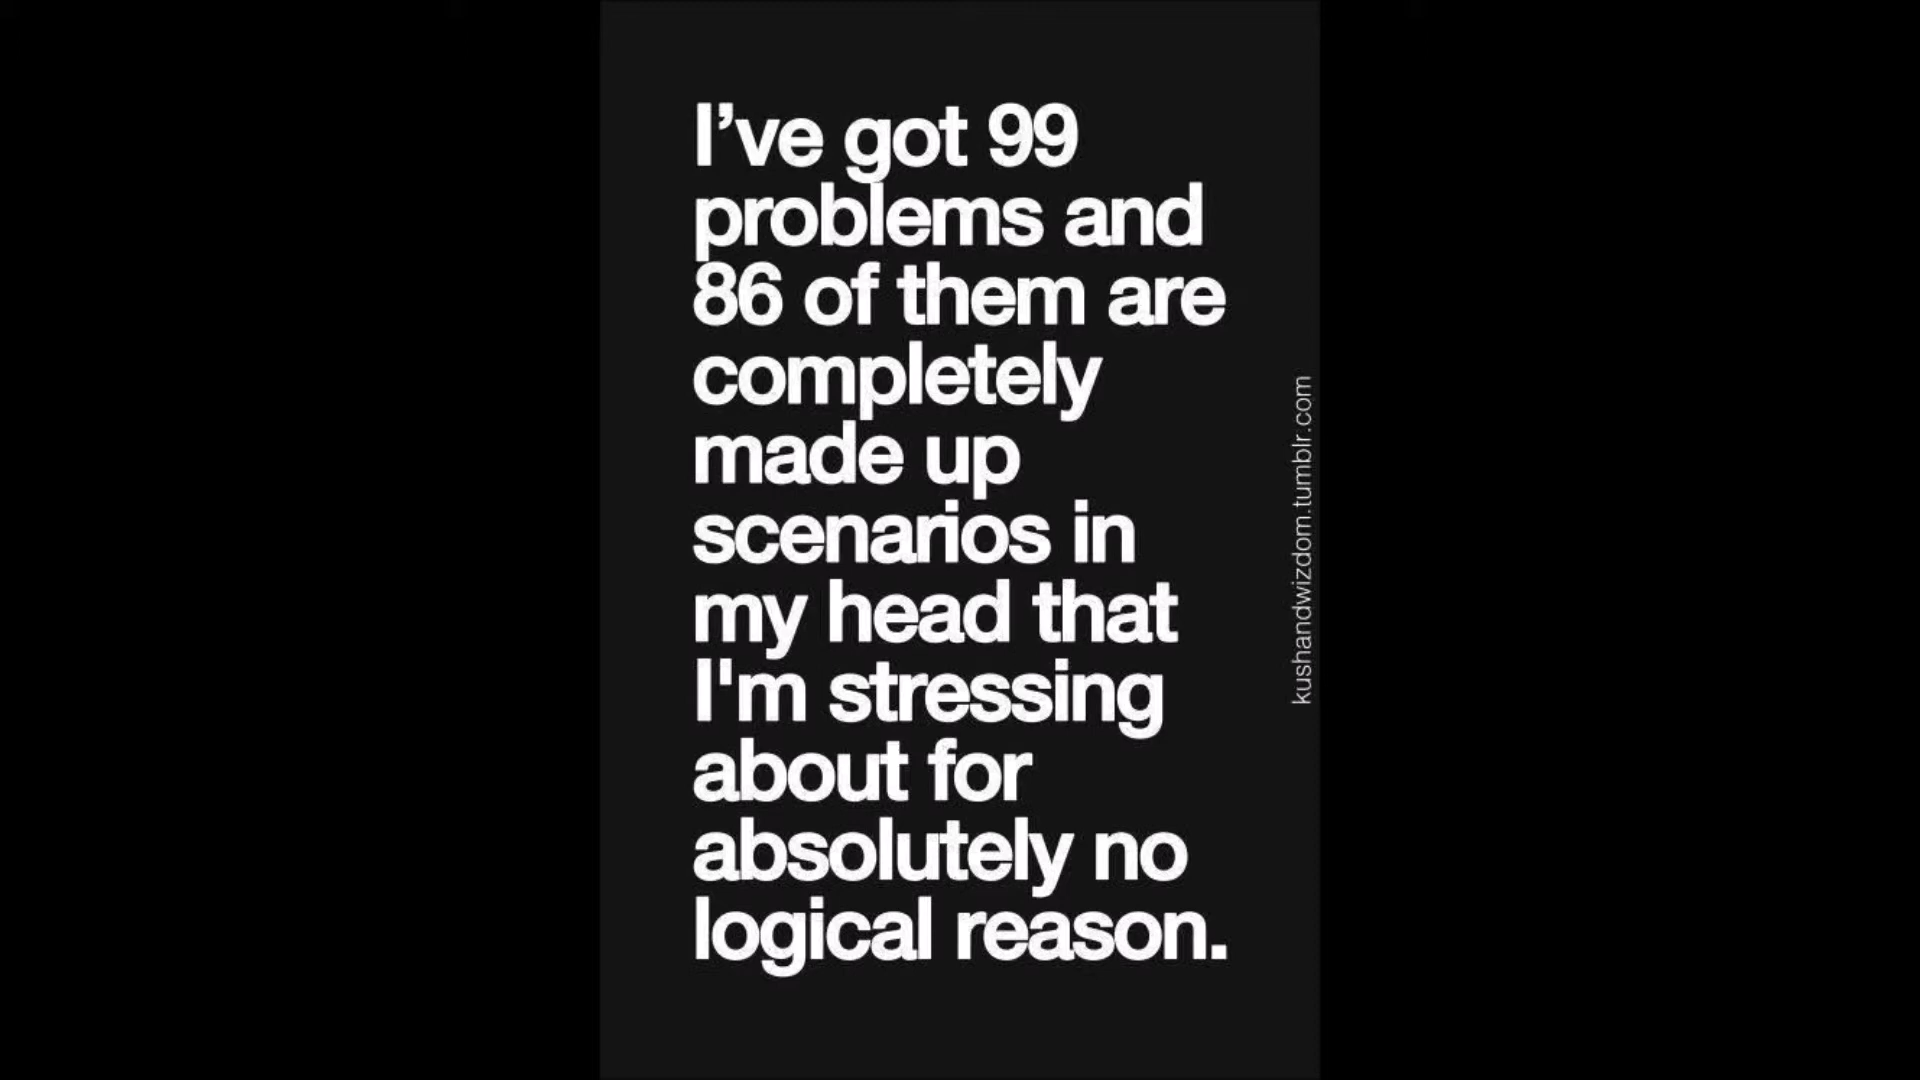 I’ve got 99
problems and
86 of them are
completely
made up
scenarios in
my head that
I'm stressing
about for
absolutely no
logical reason.
kushandwizdom.tumblr.com